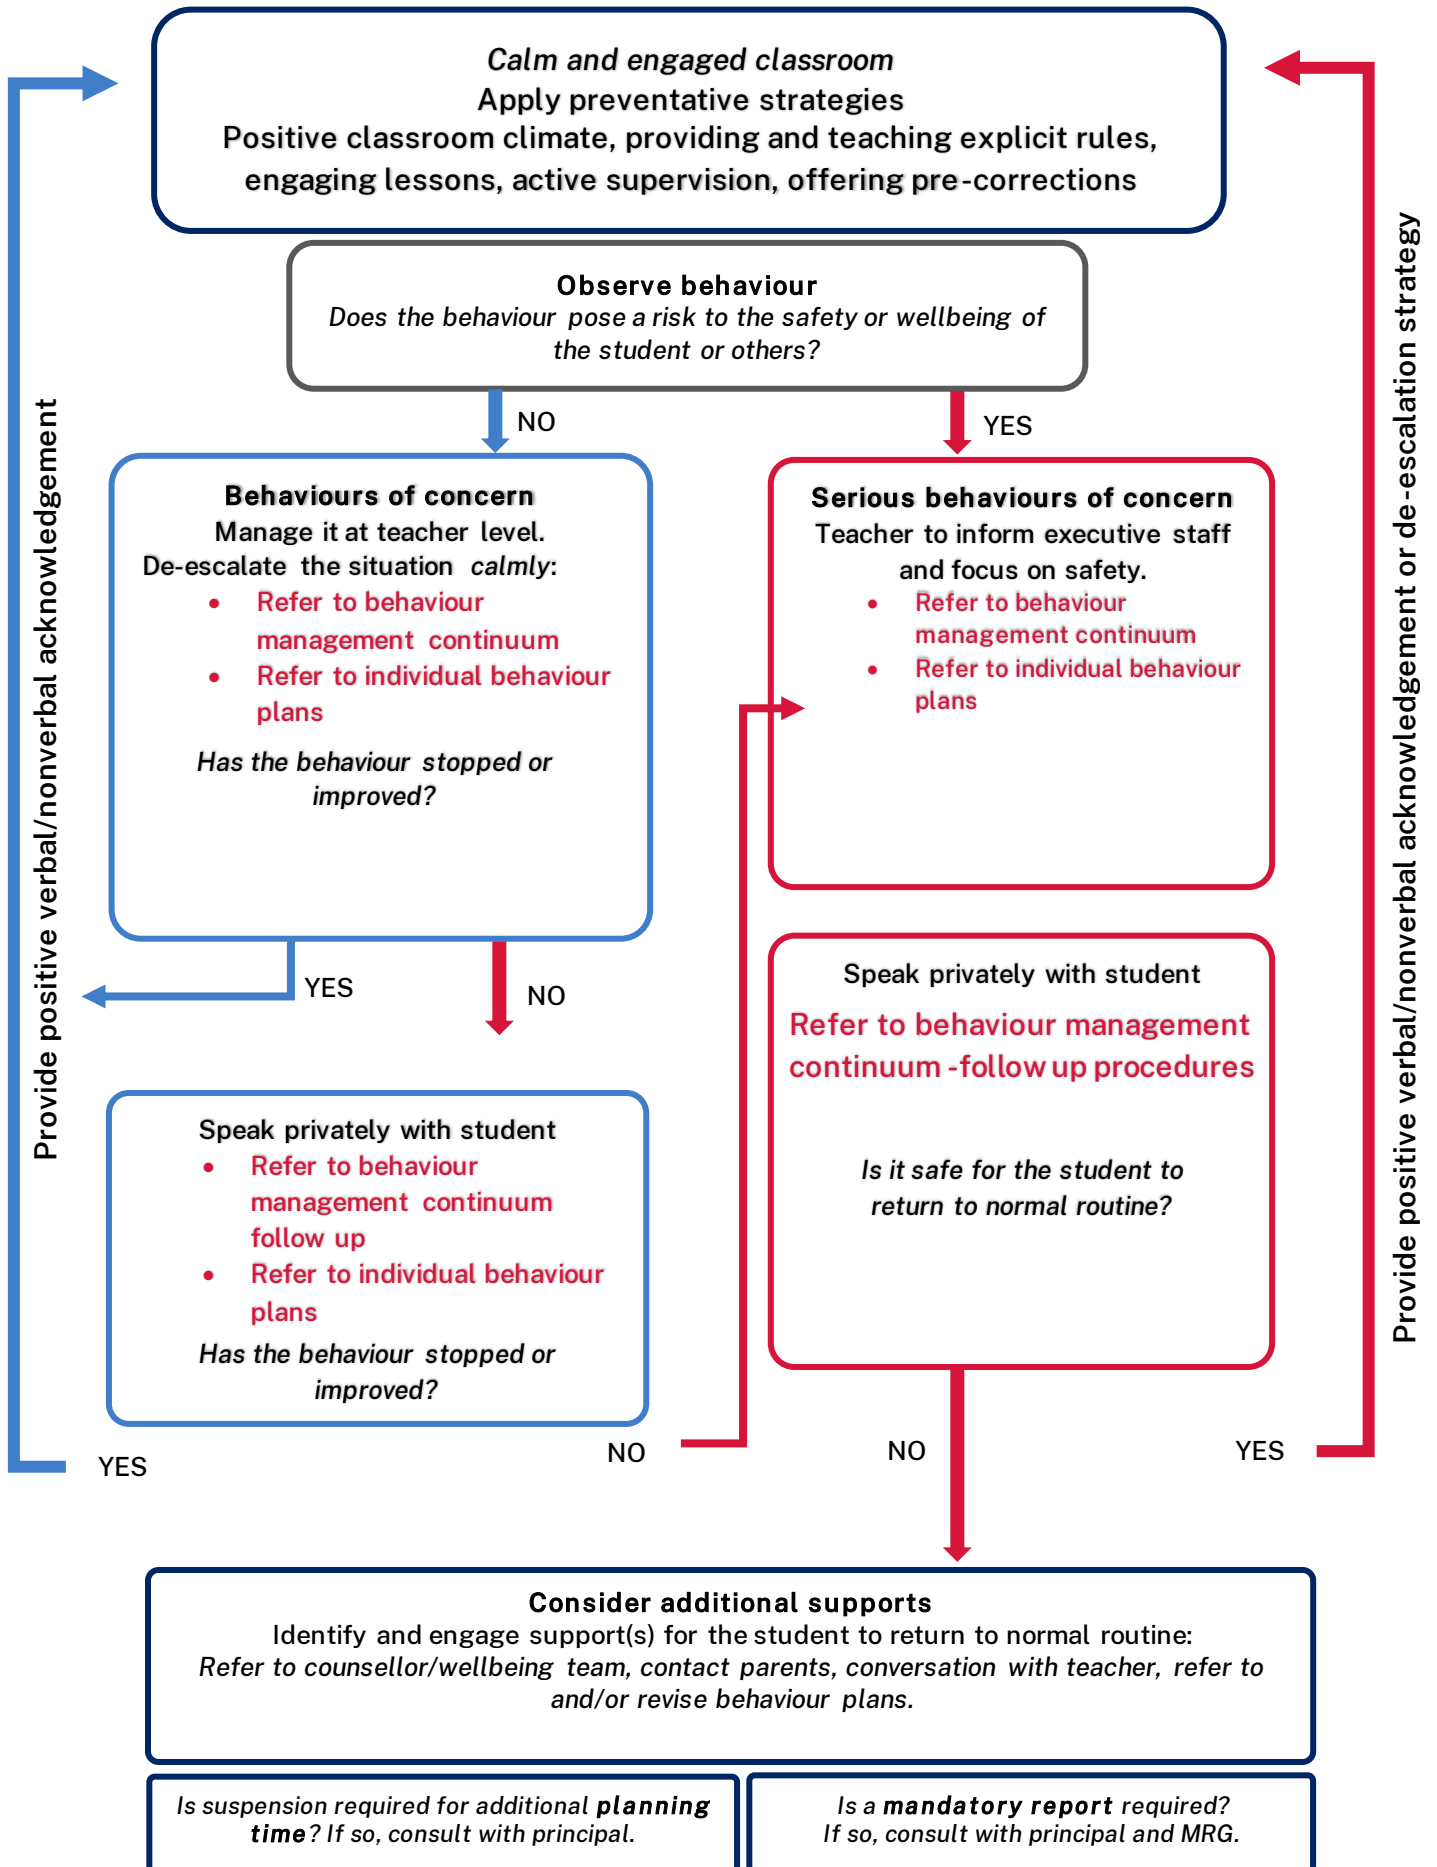 Calm and engaged classroom
Apply preventative strategies
Positive classroom climate, providing and teaching explicit rules,
engaging lessons, active supervision, offering pre-corrections
Observe behaviour
Does the behaviour pose a risk to the safety or wellbeing of
the student or others?
NO
YES
Behaviours of concern
Manage it at teacher level.
De-escalate the situation calmly:
• Refer to behaviour
management continuum
• Refer to individual behaviour
plans
Has the behaviour stopped or
improved?
Serious behaviours of concern
Teacher to inform executive staff
and focus on safety.
• Refer to behaviour
management continuum
• Refer to individual behaviour
plans
YES
NO
Speak privately with student
• Refer to behaviour
management continuum
follow up
• Refer to individual behaviour
plans
Has the behaviour stopped or
improved?
Speak privately with student
Refer to behaviour management
continuum -follow up procedures
Is it safe for the student to
return to normal routine?
YES
NO
NO
YES
Provide positive verbal/nonverbal acknowledgement
Provide positive verbal/nonverbal acknowledgement or de-escalation strategy
Consider additional supports
Identify and engage support(s) for the student to return to normal routine:
Refer to counsellor/wellbeing team, contact parents, conversation with teacher, refer to
and/or revise behaviour plans.
Is suspension required for additional planning
time? If so, consult with principal.
Is a mandatory report required?
If so, consult with principal and MRG.